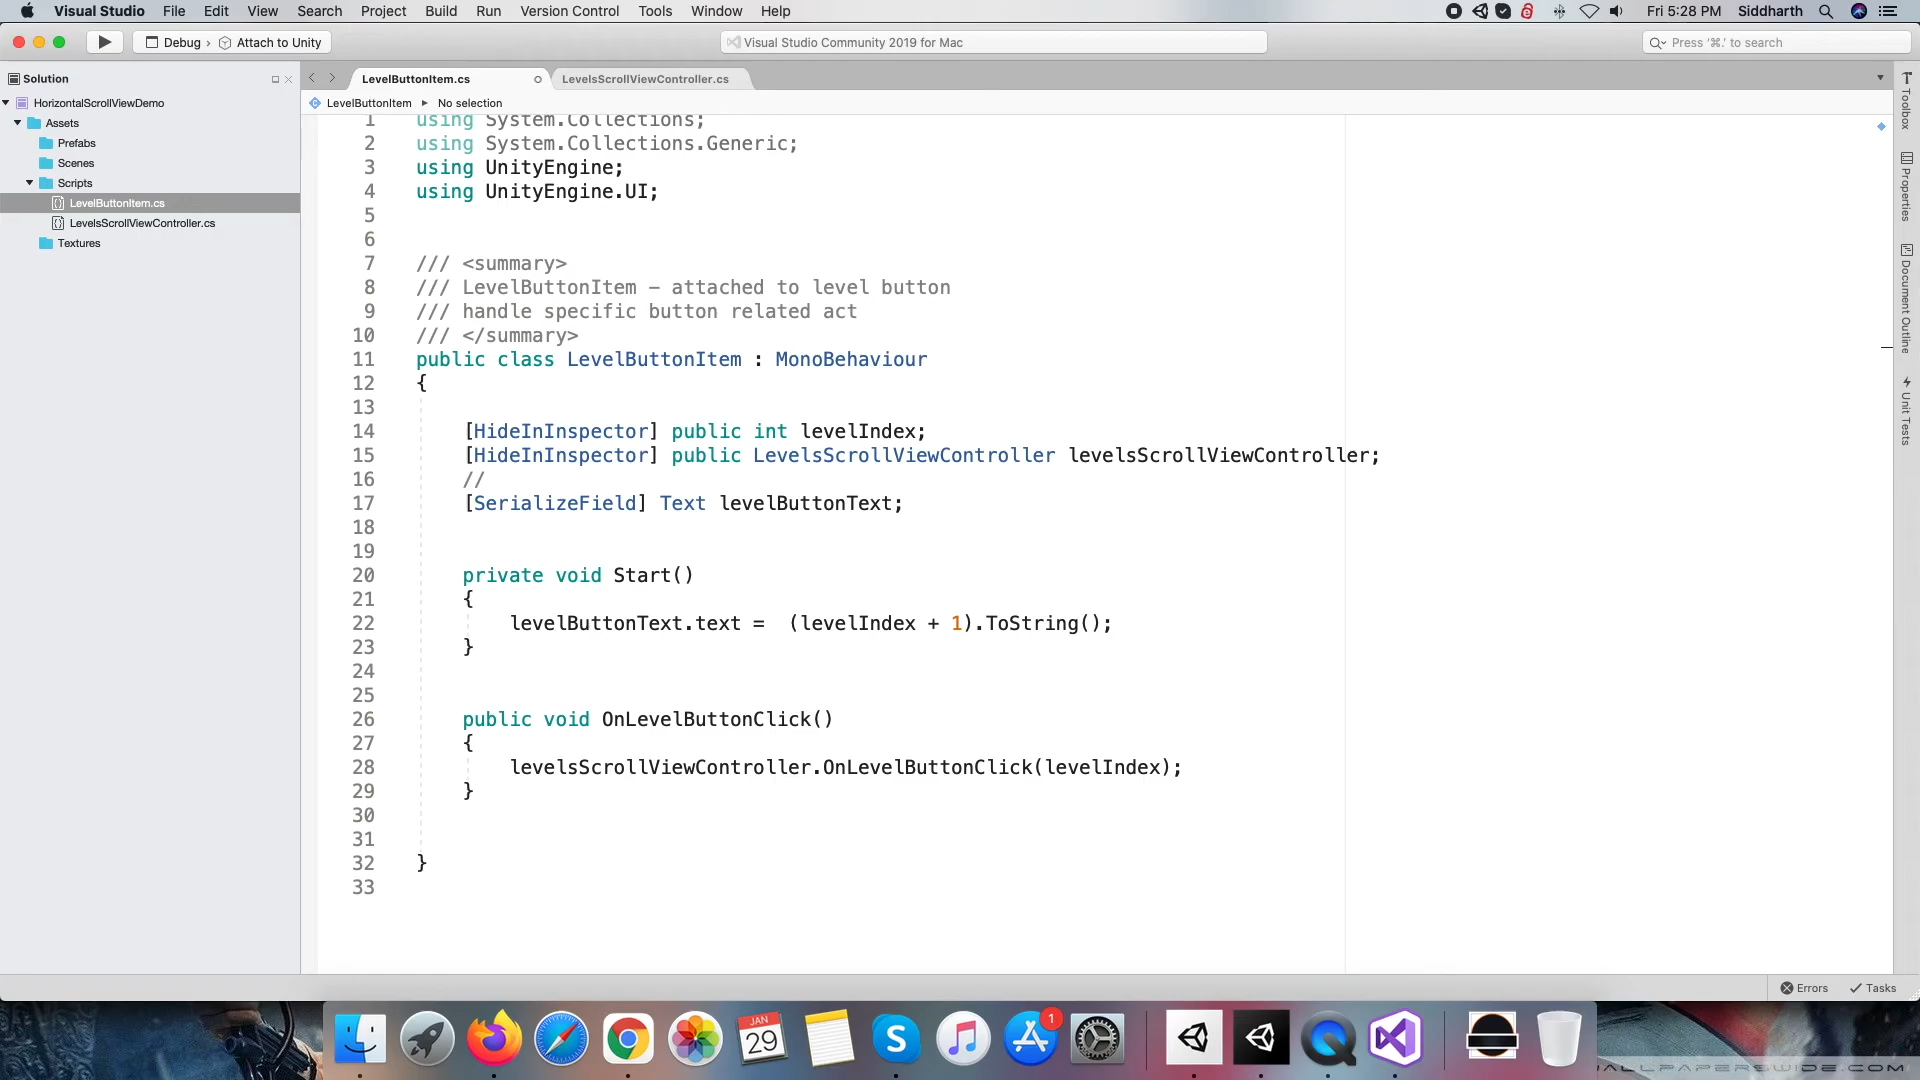 Visual Studio File Edit View Search Project Build Run Version Control Tools Window Help Fri 5:28 PM Siddharth
Debug › Attach to Unity Visual Studio Community 2019 for Mac Press '⌘.' to search
Solution
LevelButtonItem.cs LevelsScrollViewController.cs
HorizontalScrollViewDemo
Assets
Prefabs
Scenes
Scripts
LevelButtonItem.cs
LevelsScrollViewController.cs
Textures
LevelButtonItem ▸ No selection
1 using System.Collections;
2 using System.Collections.Generic;
3 using UnityEngine;
4 using UnityEngine.UI;
5
6
7 /// <summary>
8 /// LevelButtonItem - attached to level button
9 /// handle specific button related act
10 /// </summary>
11 public class LevelButtonItem : MonoBehaviour
12 {
13
14 [HideInInspector] public int levelIndex;
15 [HideInInspector] public LevelsScrollViewController levelsScrollViewController;
16 //
17 [SerializeField] Text levelButtonText;
18
19
20 private void Start()
21 {
22 levelButtonText.text =  (levelIndex + 1).ToString();
23 }
24
25
26 public void OnLevelButtonClick()
27 {
28 levelsScrollViewController.OnLevelButtonClick(levelIndex);
29 }
30
31
32 }
33
Toolbox
Properties
Document Outline
Unit Tests
Errors Tasks
JAN
29
1